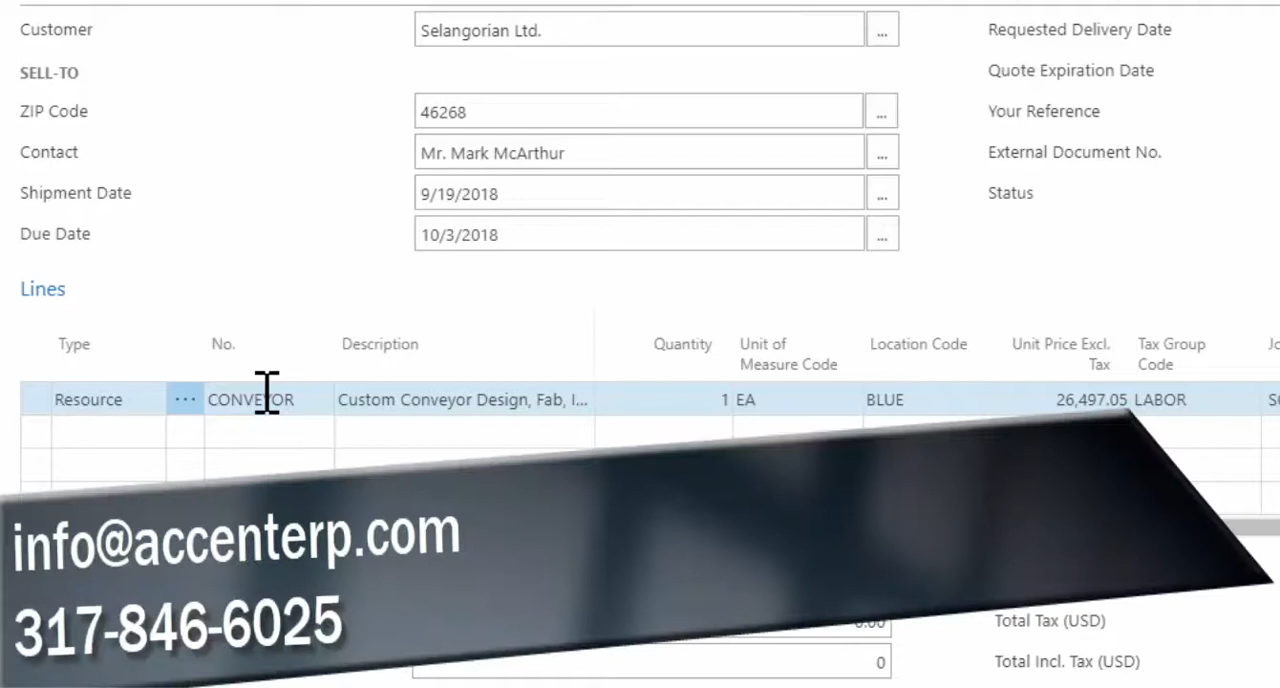 Customer Selangorian Ltd. ... Requested Delivery Date
SELL-TO Quote Expiration Date
ZIP Code 46268 ... Your Reference
Contact Mr. Mark McArthur ... External Document No.
Shipment Date 9/19/2018 ... Status
Due Date 10/3/2018 ...
Lines
Type No. Description Quantity Unit of Measure Code Location Code Unit Price Excl. Tax Tax Group Code
Resource ... CONVEYOR Custom Conveyor Design, Fab, I... 1 EA BLUE 26,497.05 LABOR
info@accenterp.com
317-846-6025
Total Tax (USD)
0 Total Incl. Tax (USD)